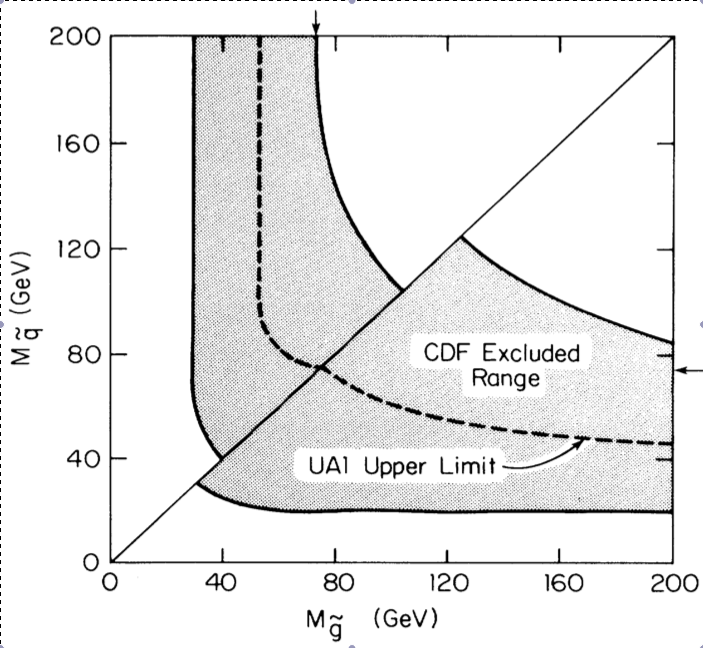 200
160
120
80
40
0
M q̃ (GeV)
CDF Excluded
Range
UA1 Upper Limit
0 40 80 120 160 200
M g̃ (GeV)